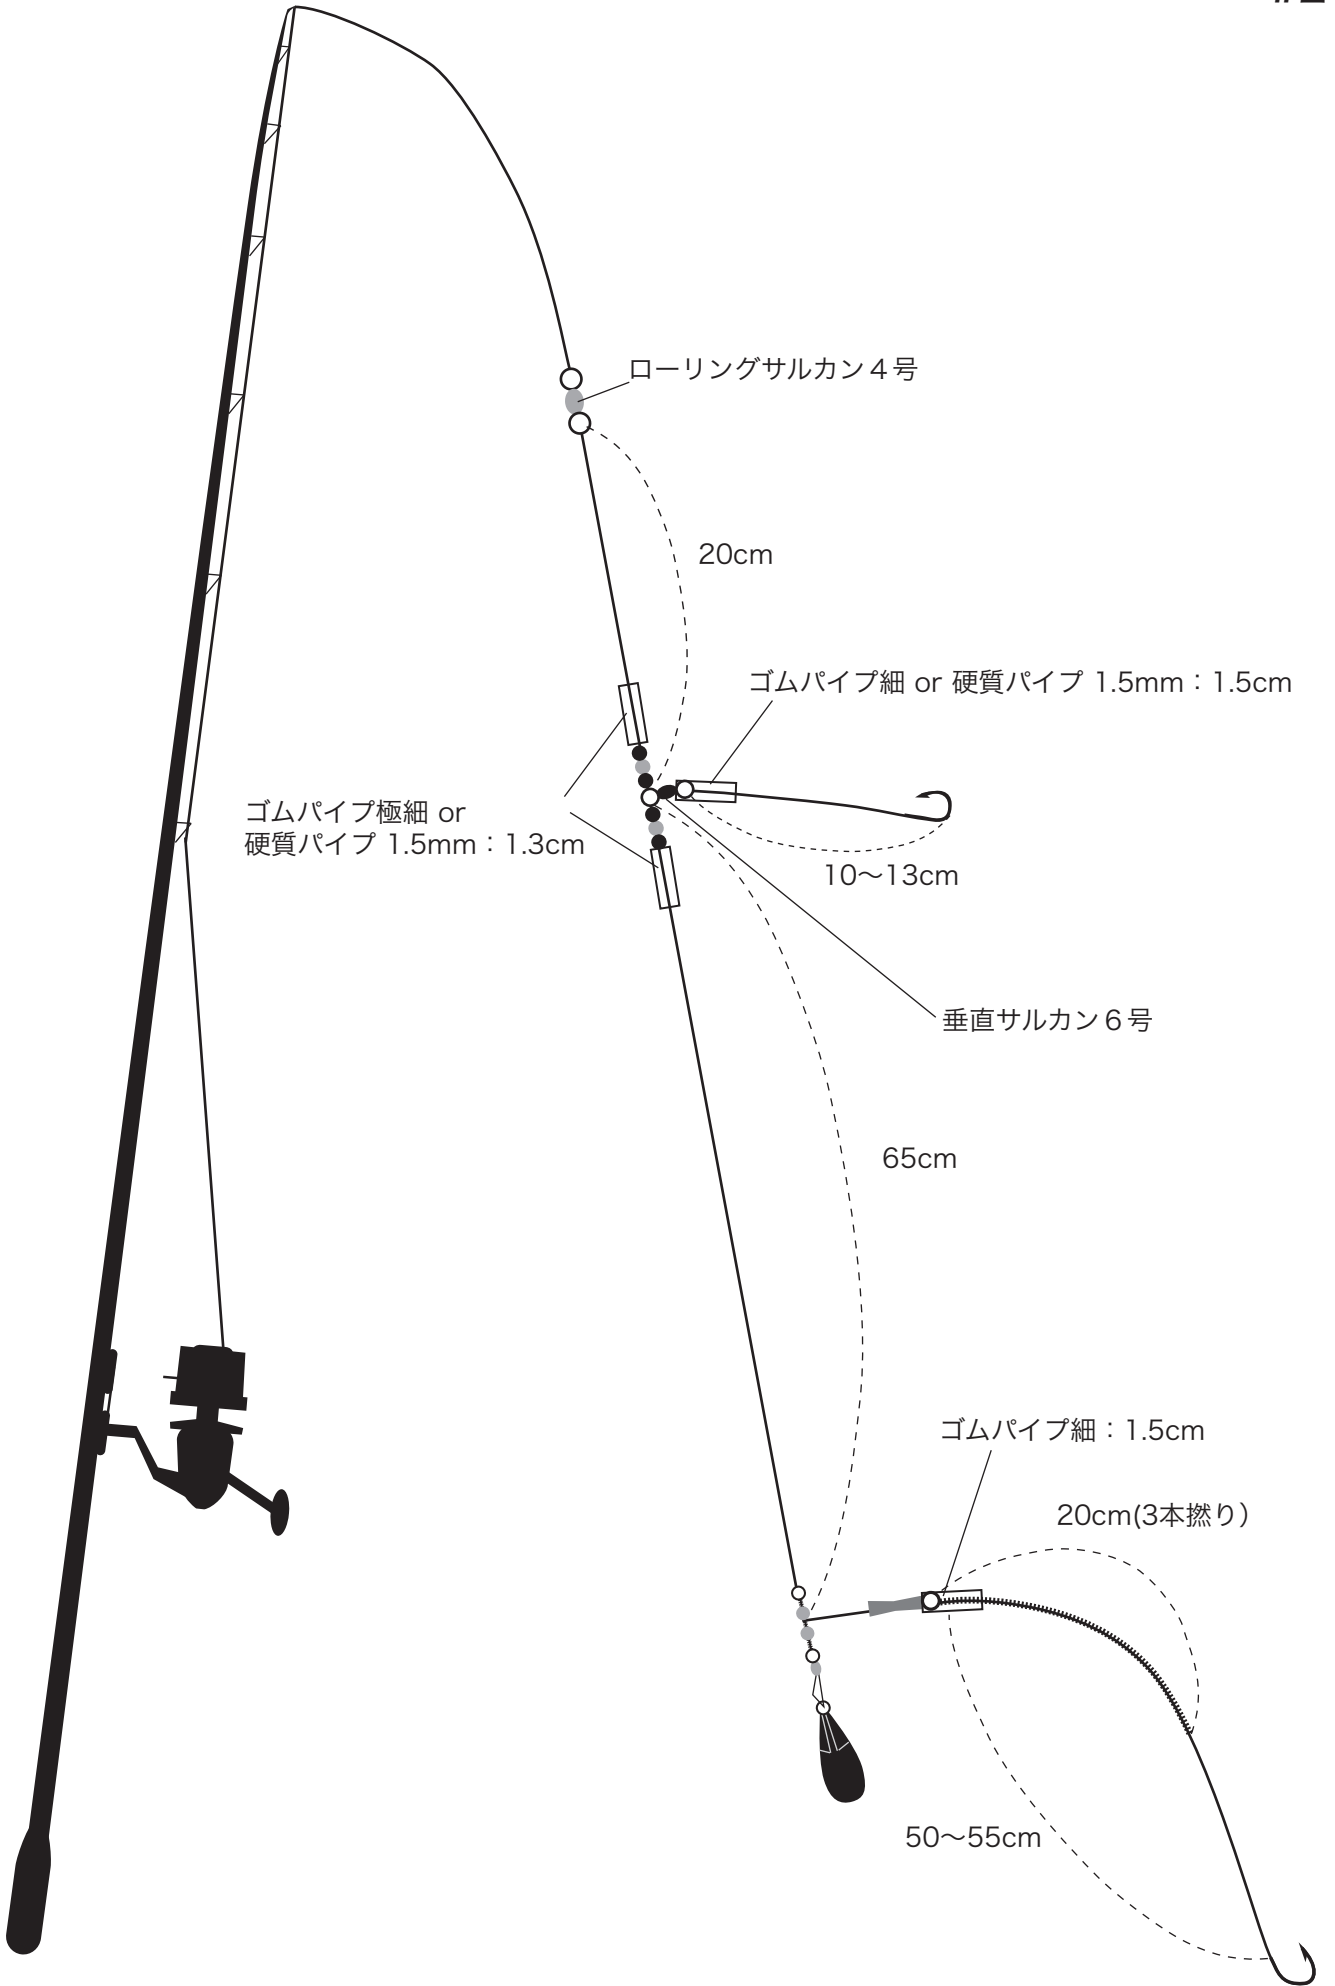 ローリングサルカン4号
20cm
ゴムパイプ細 or 硬質パイプ 1.5mm：1.5cm
ゴムパイプ極細 or
硬質パイプ 1.5mm：1.3cm
10〜13cm
垂直サルカン6号
65cm
ゴムパイプ細：1.5cm
20cm(3本撚り）
50〜55cm